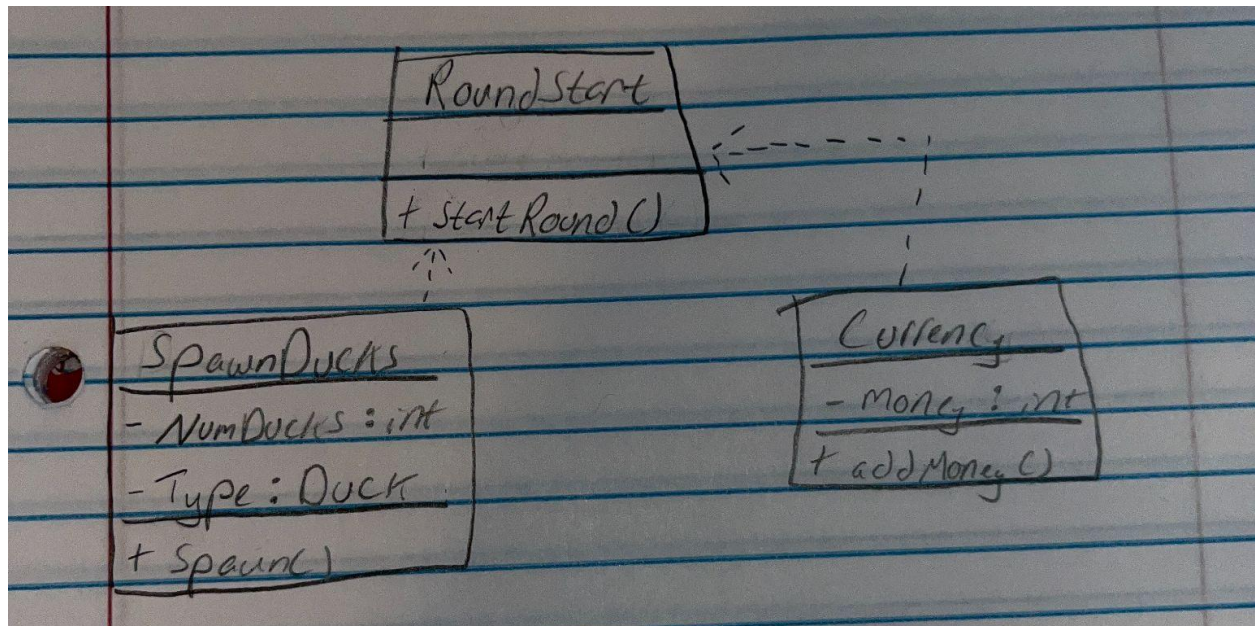 RoundStart
+ startRound()
SpawnDucks
- NumDucks : int
- Type : Duck
+ Spawn()
Currency
- money : int
+ addMoney()